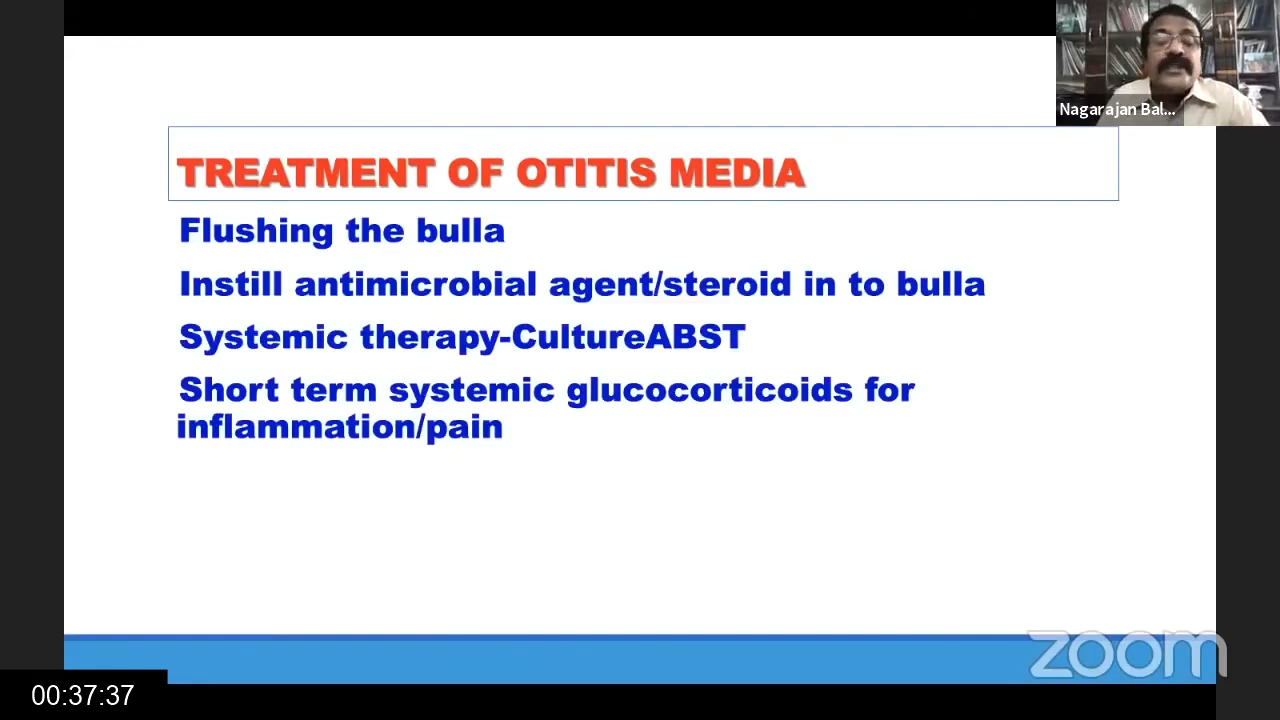 Nagarajan Bal...
TREATMENT OF OTITIS MEDIA
Flushing the bulla
Instill antimicrobial agent/steroid in to bulla
Systemic therapy-CultureABST
Short term systemic glucocorticoids for
inflammation/pain
zoom
00:37:37